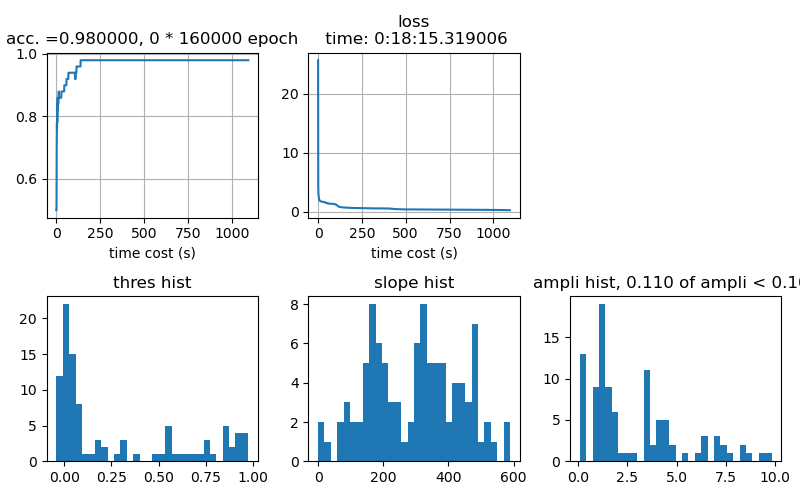 acc. =0.980000, 0 * 160000 epoch
1.0
0.8
0.6
0 250 500 750 1000
time cost (s)
loss
time: 0:18:15.319006
20
10
0
0 250 500 750 1000
time cost (s)
thres hist
20
15
10
5
0
0.00 0.25 0.50 0.75 1.00
slope hist
8
6
4
2
0
0 200 400 600
ampli hist, 0.110 of ampli < 0.10
15
10
5
0
0.0 2.5 5.0 7.5 10.0